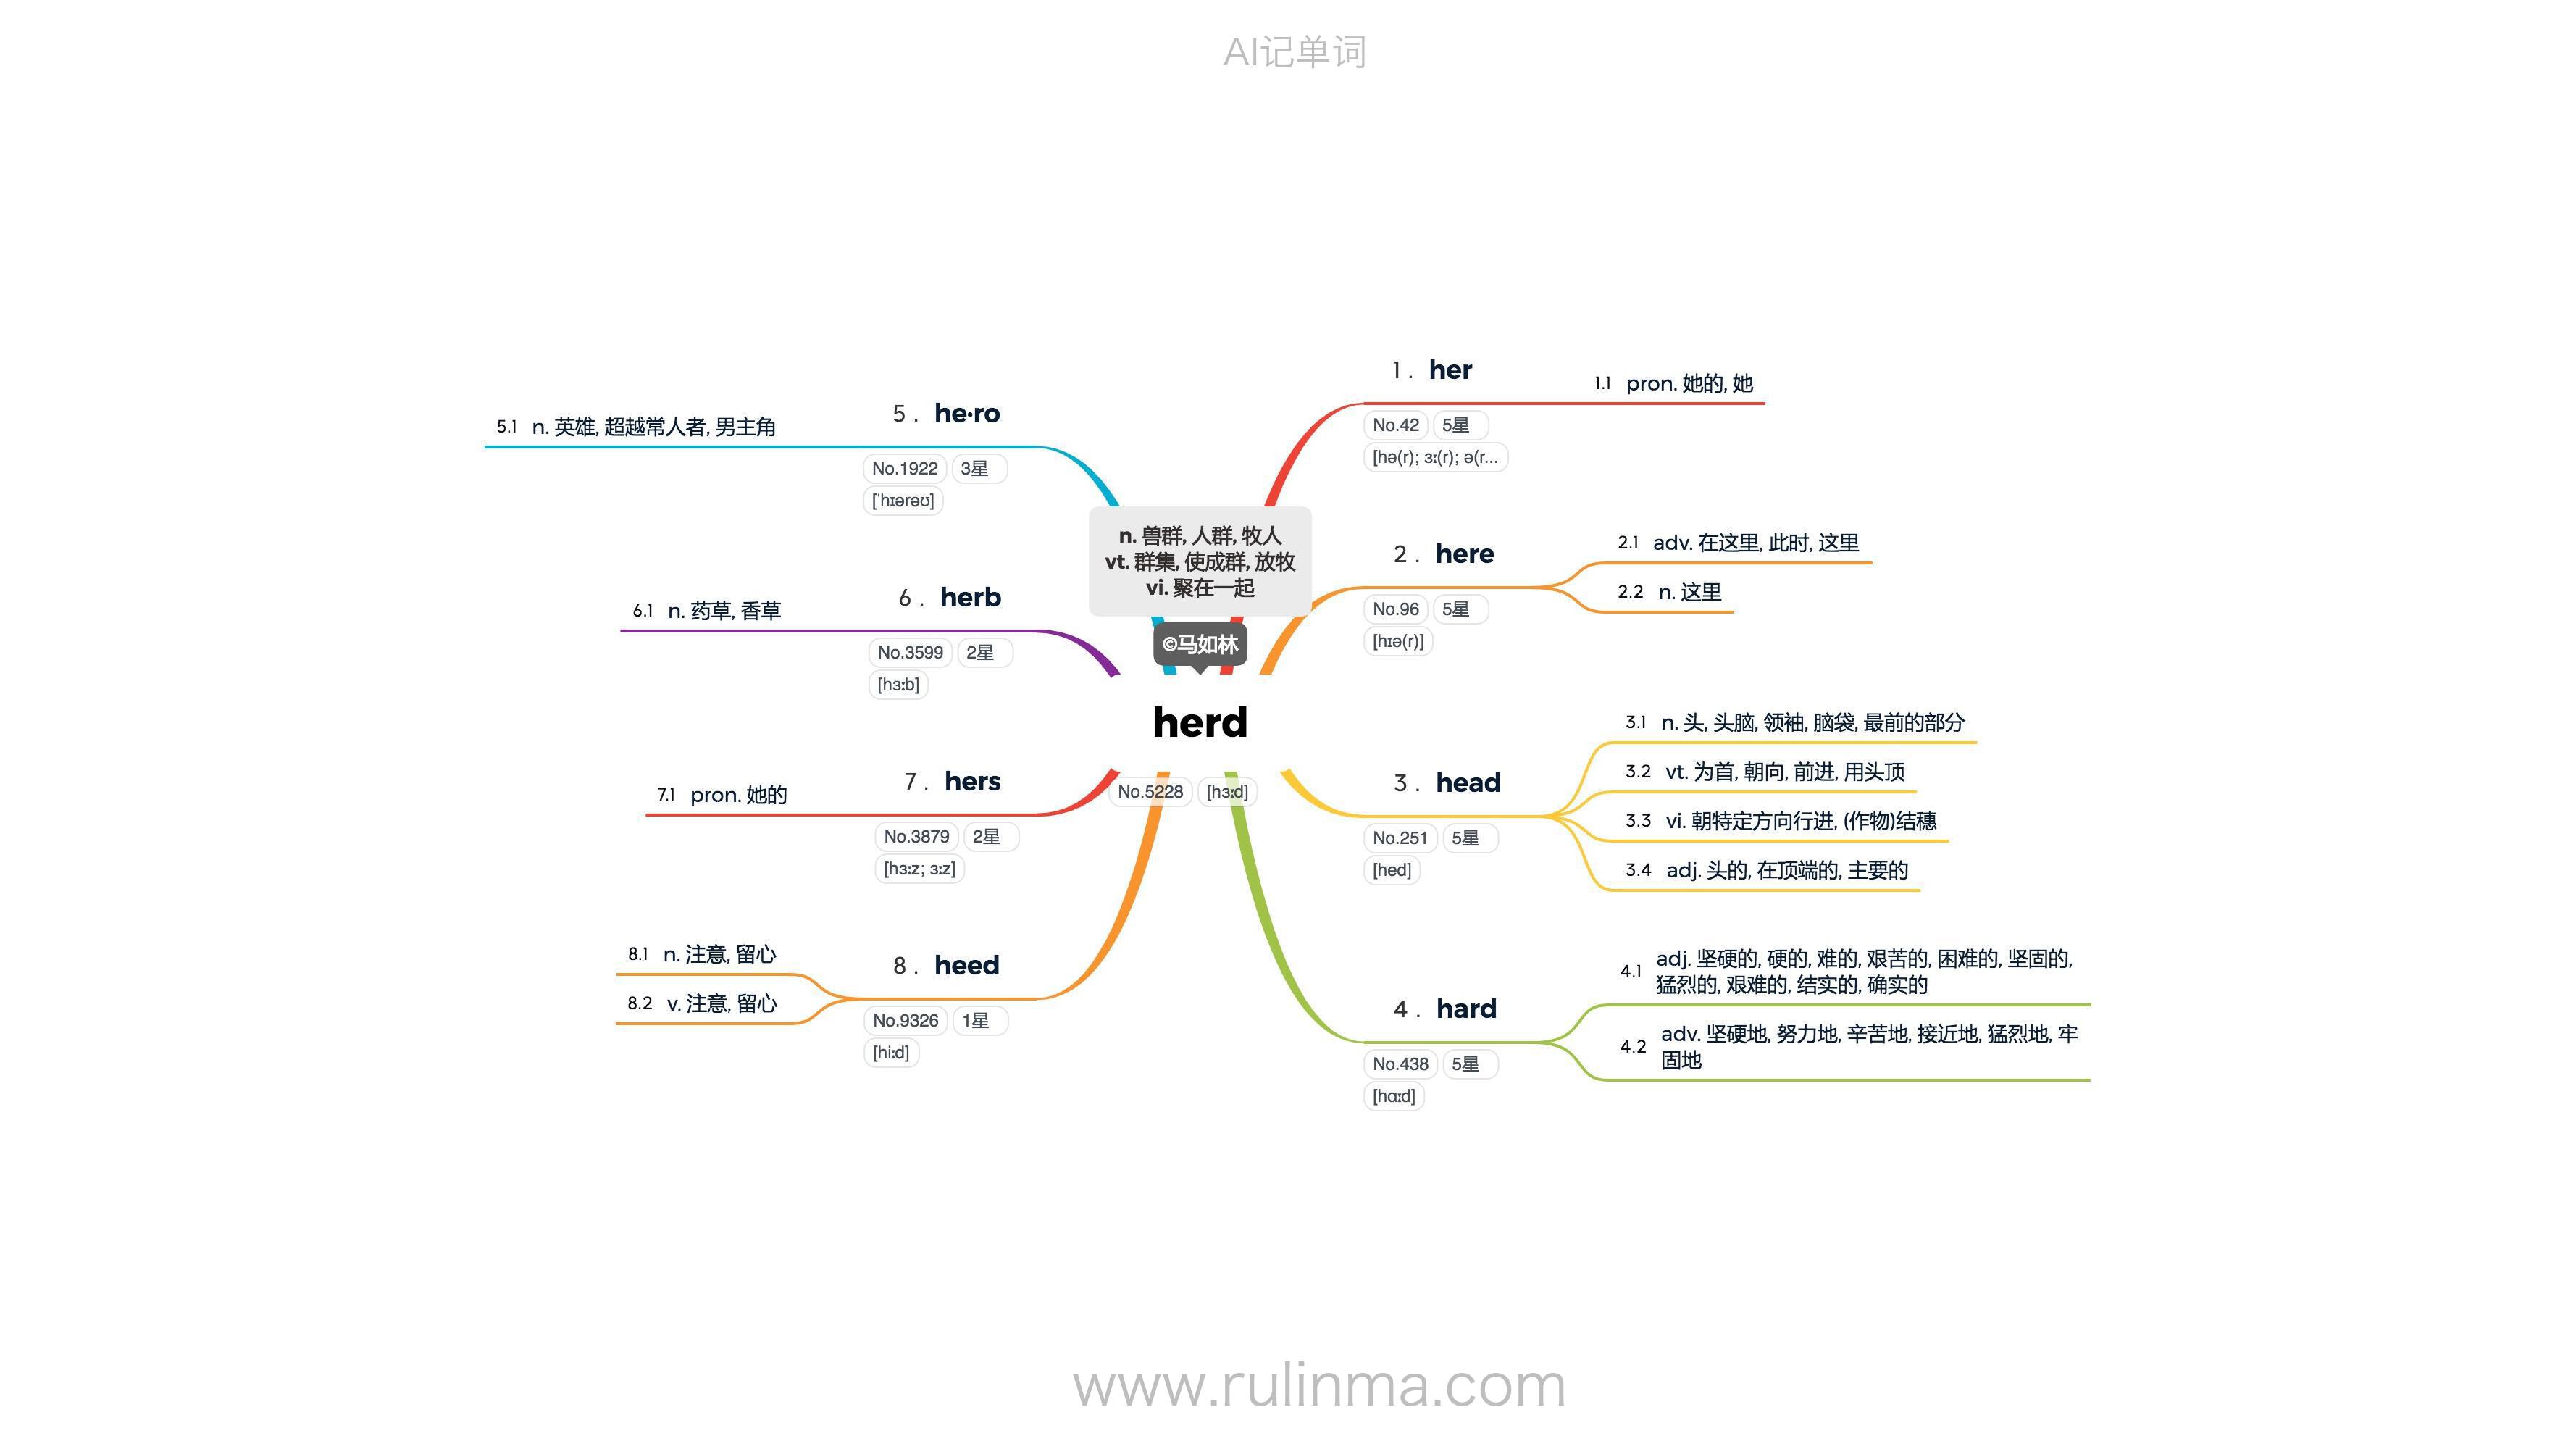 AI记单词
n. 兽群, 人群, 牧人
vt. 群集, 使成群, 放牧
vi. 聚在一起
©马如林
herd
No.5228 [hɜːd]
1 . her
No.42 5星
[hə(r); ɜː(r); ə(r...
1.1 pron. 她的, 她
2 . here
No.96 5星
[hɪə(r)]
2.1 adv. 在这里, 此时, 这里
2.2 n. 这里
3 . head
No.251 5星
[hed]
3.1 n. 头, 头脑, 领袖, 脑袋, 最前的部分
3.2 vt. 为首, 朝向, 前进, 用头顶
3.3 vi. 朝特定方向行进, (作物)结穗
3.4 adj. 头的, 在顶端的, 主要的
4 . hard
No.438 5星
[hɑːd]
4.1 adj. 坚硬的, 硬的, 难的, 艰苦的, 困难的, 坚固的,
猛烈的, 艰难的, 结实的, 确实的
4.2 adv. 坚硬地, 努力地, 辛苦地, 接近地, 猛烈地, 牢
固地
5 . he·ro
No.1922 3星
[ˈhɪərəʊ]
5.1 n. 英雄, 超越常人者, 男主角
6 . herb
No.3599 2星
[hɜːb]
6.1 n. 药草, 香草
7 . hers
No.3879 2星
[hɜːz; ɜːz]
7.1 pron. 她的
8 . heed
No.9326 1星
[hiːd]
8.1 n. 注意, 留心
8.2 v. 注意, 留心
www.rulinma.com